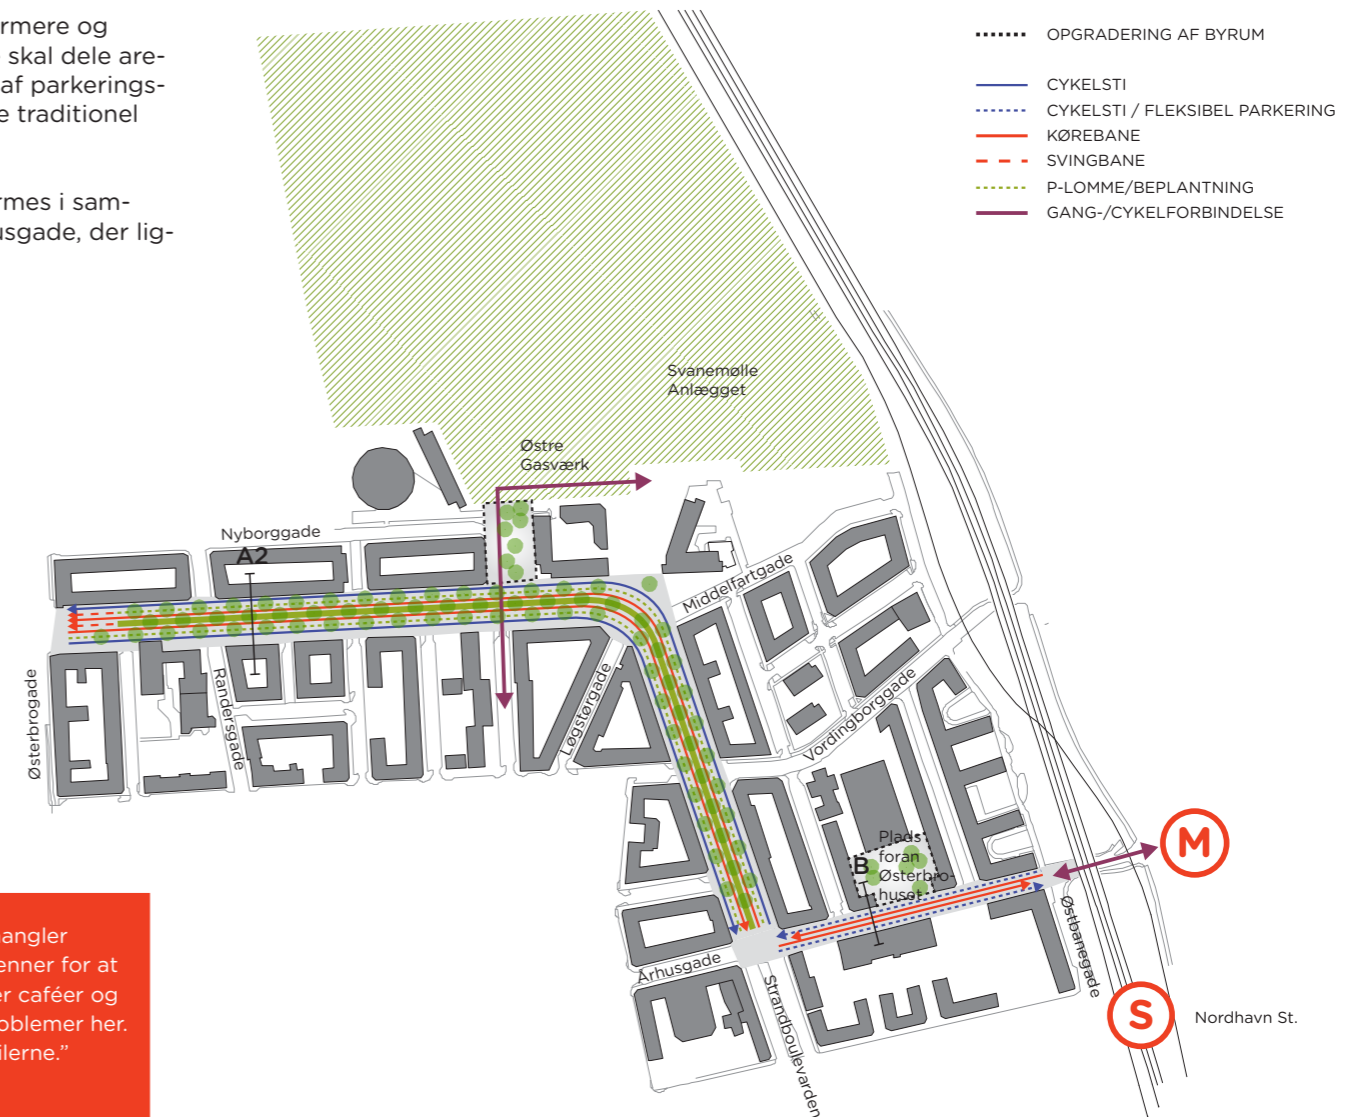 rmere og
skal dele are-
af parkerings-
e traditionel
rmes i sam-
usgade, der lig-
OPGRADERING AF BYRUM
CYKELSTI
CYKELSTI / FLEKSIBEL PARKERING
KØREBANE
SVINGBANE
P-LOMME/BEPLANTNING
GANG-/CYKELFORBINDELSE
Svanemølle
Anlægget
Østre
Gasværk
Nyborggade
A2
Middelfartgade
Østerbrogade
Randersgade
Løgstørgade
Vordingborggade
Plads
foran
Østerbro-
huset
B
M
Århusgade
Strandboulevarden
Østbanegade
S
Nordhavn St.
nangler
enner for at
er caféer og
oblemer her.
ilerne.”